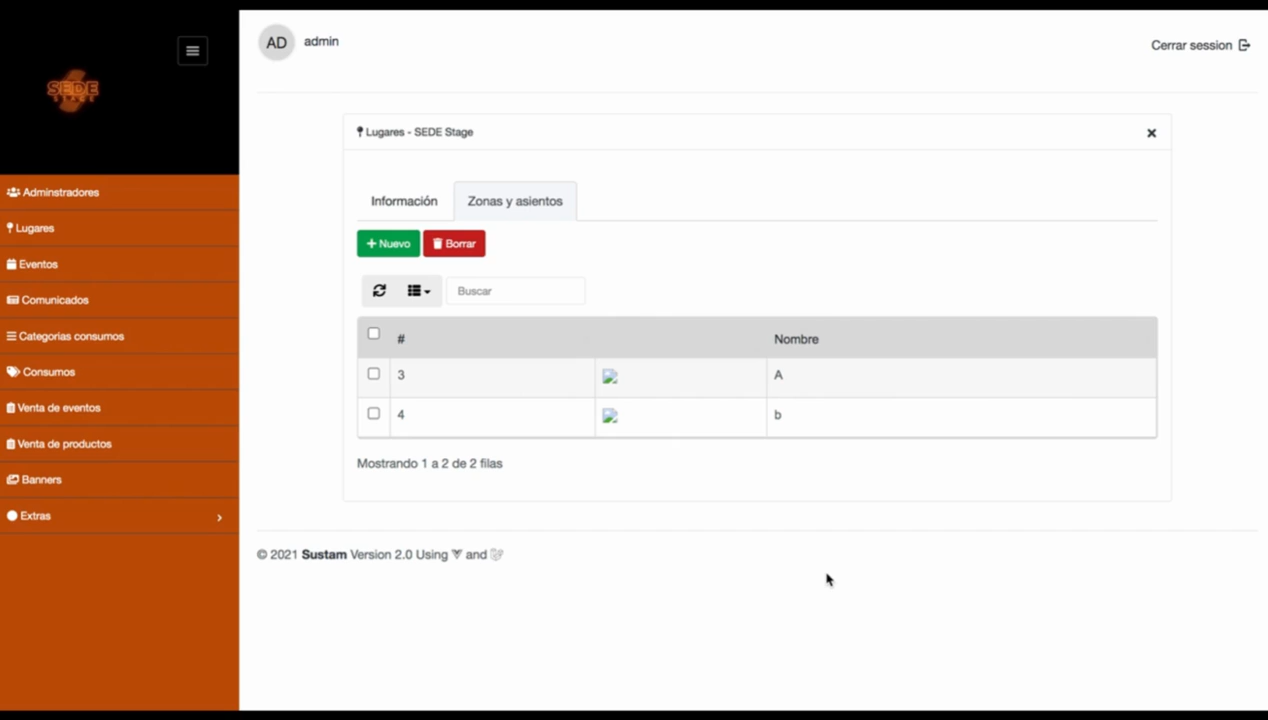 AD admin
Cerrar session
SEDE
STAGE
Adminstradores
Lugares
Eventos
Comunicados
Categorias consumos
Consumos
Venta de eventos
Venta de productos
Banners
Extras
Lugares - SEDE Stage
Información Zonas y asientos
Nuevo Borrar
Buscar
# Nombre
3 A
4 b
Mostrando 1 a 2 de 2 filas
© 2021 Sustam Version 2.0 Using and